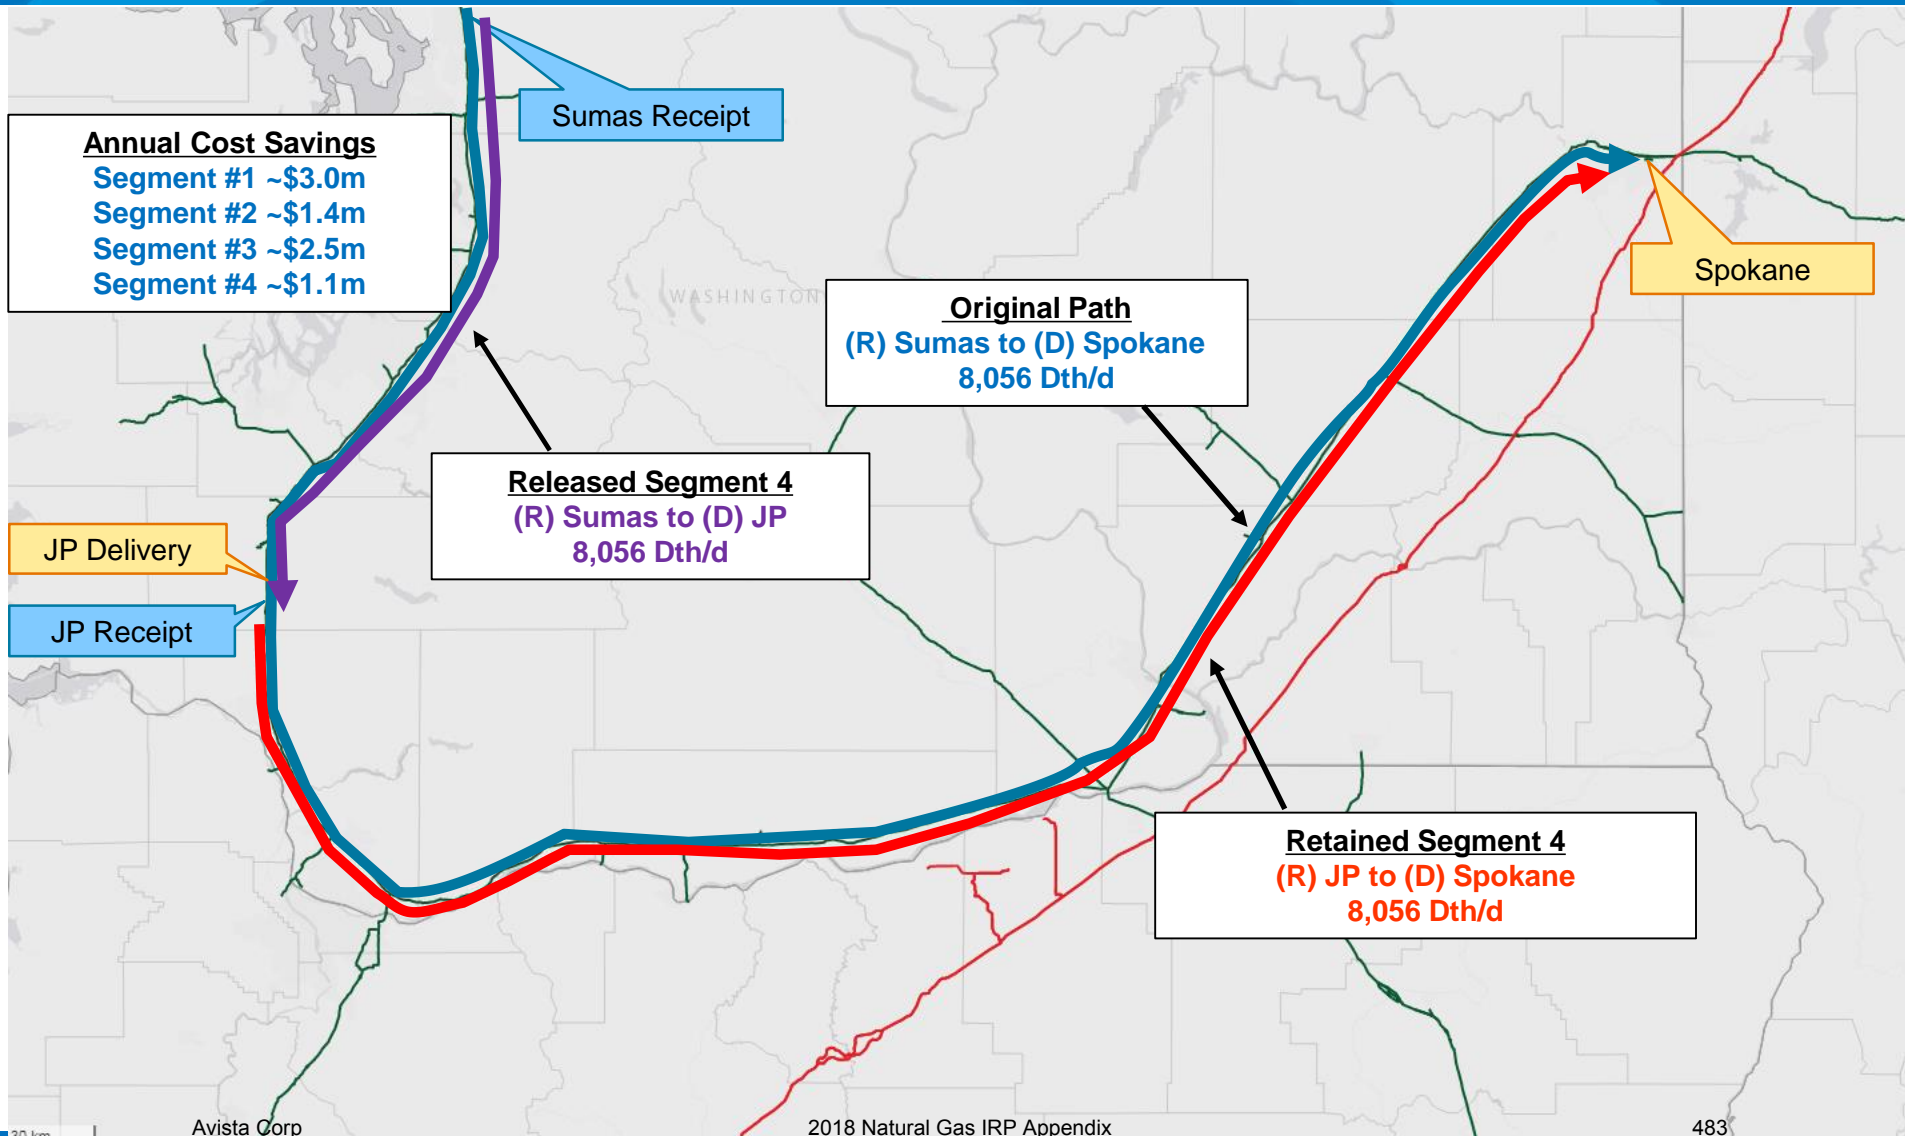 Sumas Receipt
Annual Cost Savings
Segment #1 ~$3.0m
Segment #2 ~$1.4m
Segment #3 ~$2.5m
Segment #4 ~$1.1m
Spokane
WASHINGTON
Original Path
(R) Sumas to (D) Spokane
8,056 Dth/d
Released Segment 4
(R) Sumas to (D) JP
8,056 Dth/d
JP Delivery
JP Receipt
Retained Segment 4
(R) JP to (D) Spokane
8,056 Dth/d
30 km
Avista Corp
2018 Natural Gas IRP Appendix
483